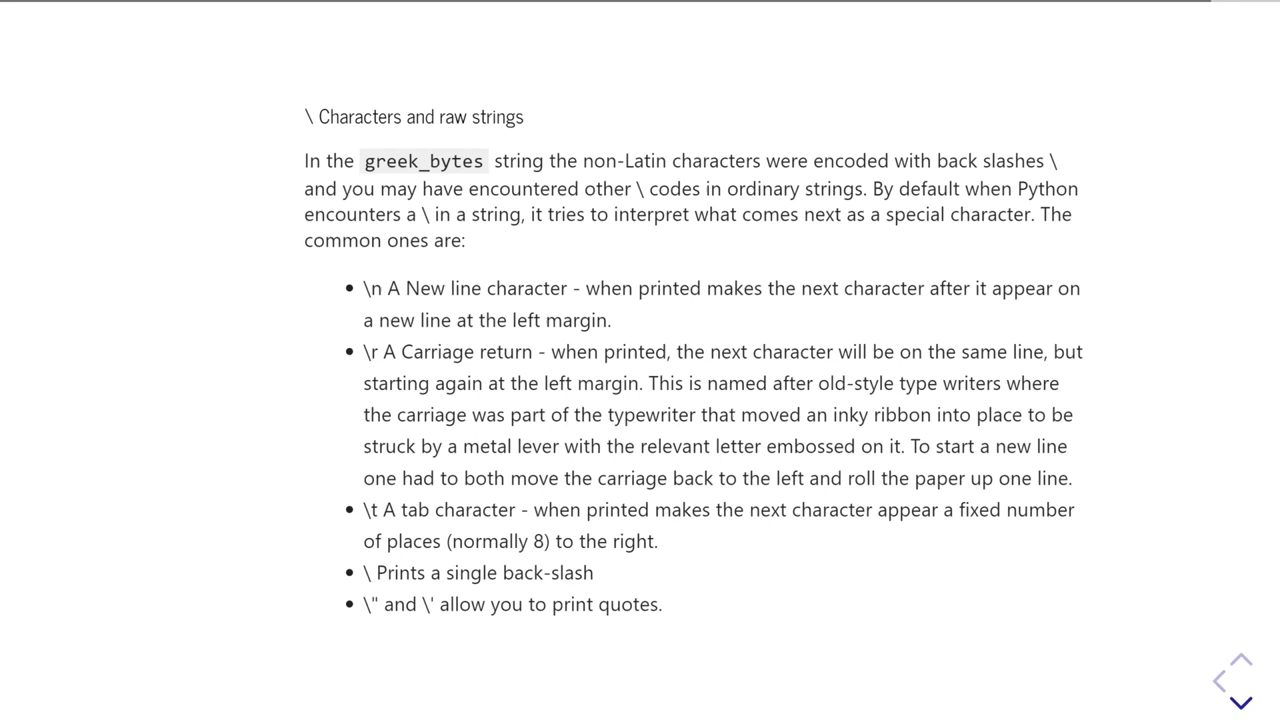 \ Characters and raw strings
In the greek_bytes string the non-Latin characters were encoded with back slashes \
and you may have encountered other \ codes in ordinary strings. By default when Python
encounters a \ in a string, it tries to interpret what comes next as a special character. The
common ones are:
• \n A New line character - when printed makes the next character after it appear on
a new line at the left margin.
• \r A Carriage return - when printed, the next character will be on the same line, but
starting again at the left margin. This is named after old-style type writers where
the carriage was part of the typewriter that moved an inky ribbon into place to be
struck by a metal lever with the relevant letter embossed on it. To start a new line
one had to both move the carriage back to the left and roll the paper up one line.
• \t A tab character - when printed makes the next character appear a fixed number
of places (normally 8) to the right.
• \ Prints a single back-slash
• \" and \' allow you to print quotes.